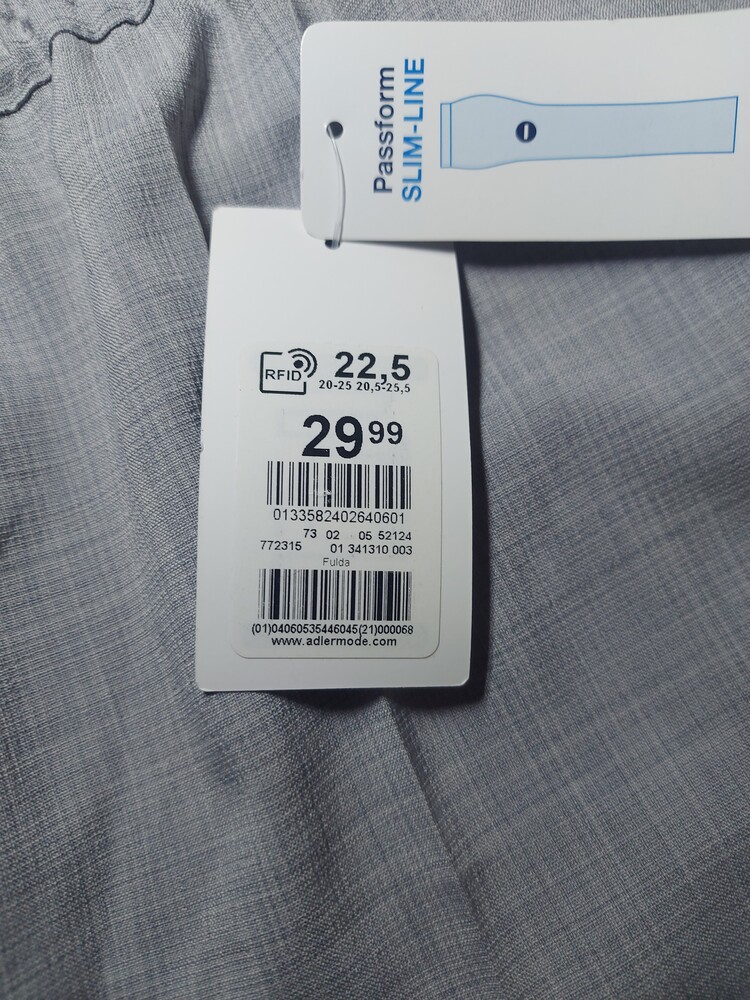 Passform
SLIM-LINE
RFID
22,5
20-25 20,5-25,5
29 99
0133582402640601
73 02 05 52124
772315 01 341310 003
Fulda
(01)04060535446045(21)000068
www.adlermode.com